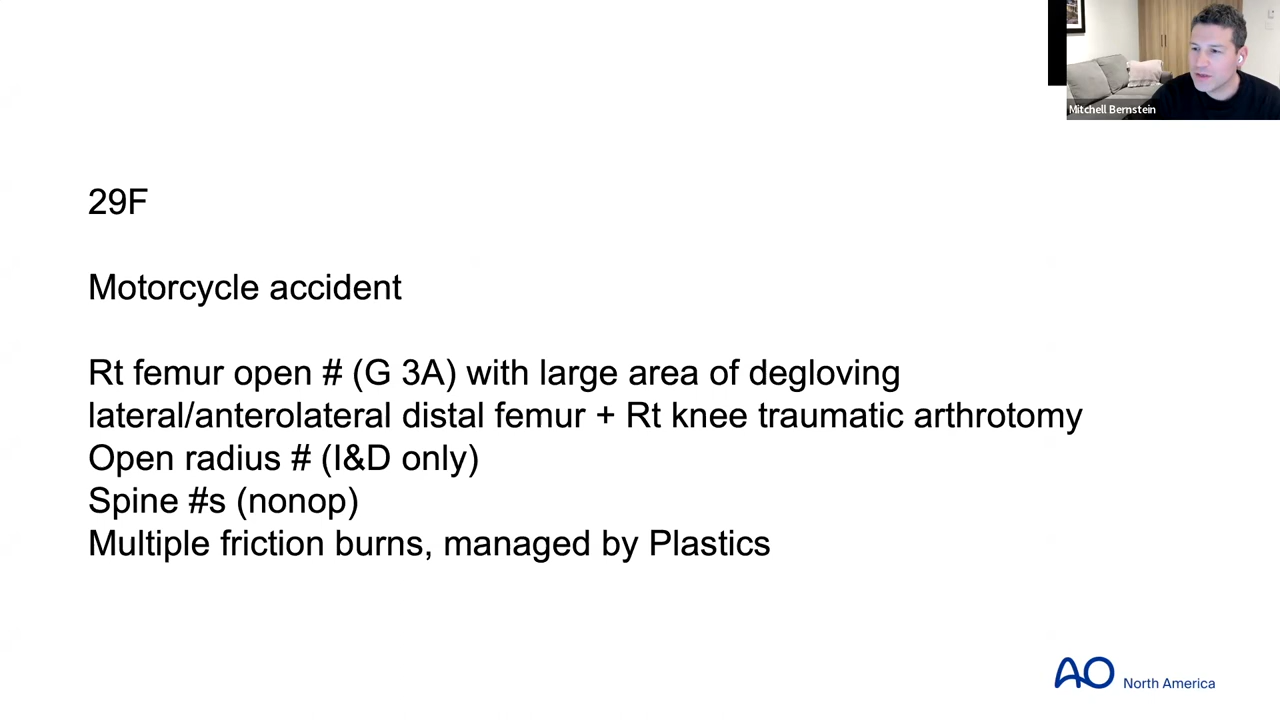 Mitchell Bernstein
29F
Motorcycle accident
Rt femur open # (G 3A) with large area of degloving
lateral/anterolateral distal femur + Rt knee traumatic arthrotomy
Open radius # (I&D only)
Spine #s (nonop)
Multiple friction burns, managed by Plastics
AO North America